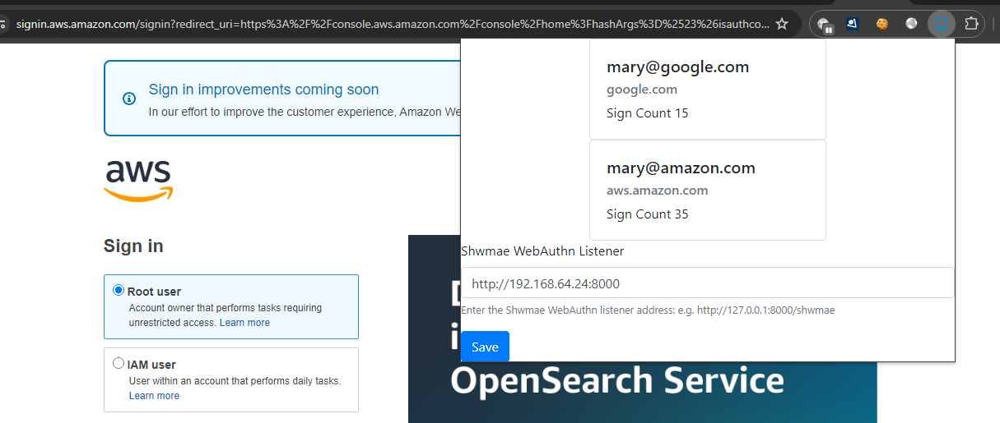 signin.aws.amazon.com/signin?redirect_uri=https%3A%2F%2Fconsole.aws.amazon.com%2Fconsole%2Fhome%3FhashArgs%3D%2523%26isauthco...
Sign in improvements coming soon
In our effort to improve the customer experience, Amazon We
aws
Sign in
Root user
Account owner that performs tasks requiring
unrestricted access. Learn more
IAM user
User within an account that performs daily tasks.
Learn more
mary@google.com
google.com
Sign Count 15
mary@amazon.com
aws.amazon.com
Sign Count 35
Shwmae WebAuthn Listener
http://192.168.64.24:8000
Enter the Shwmae WebAuthn listener address: e.g. http://127.0.0.1:8000/shwmae
Save
OpenSearch Service